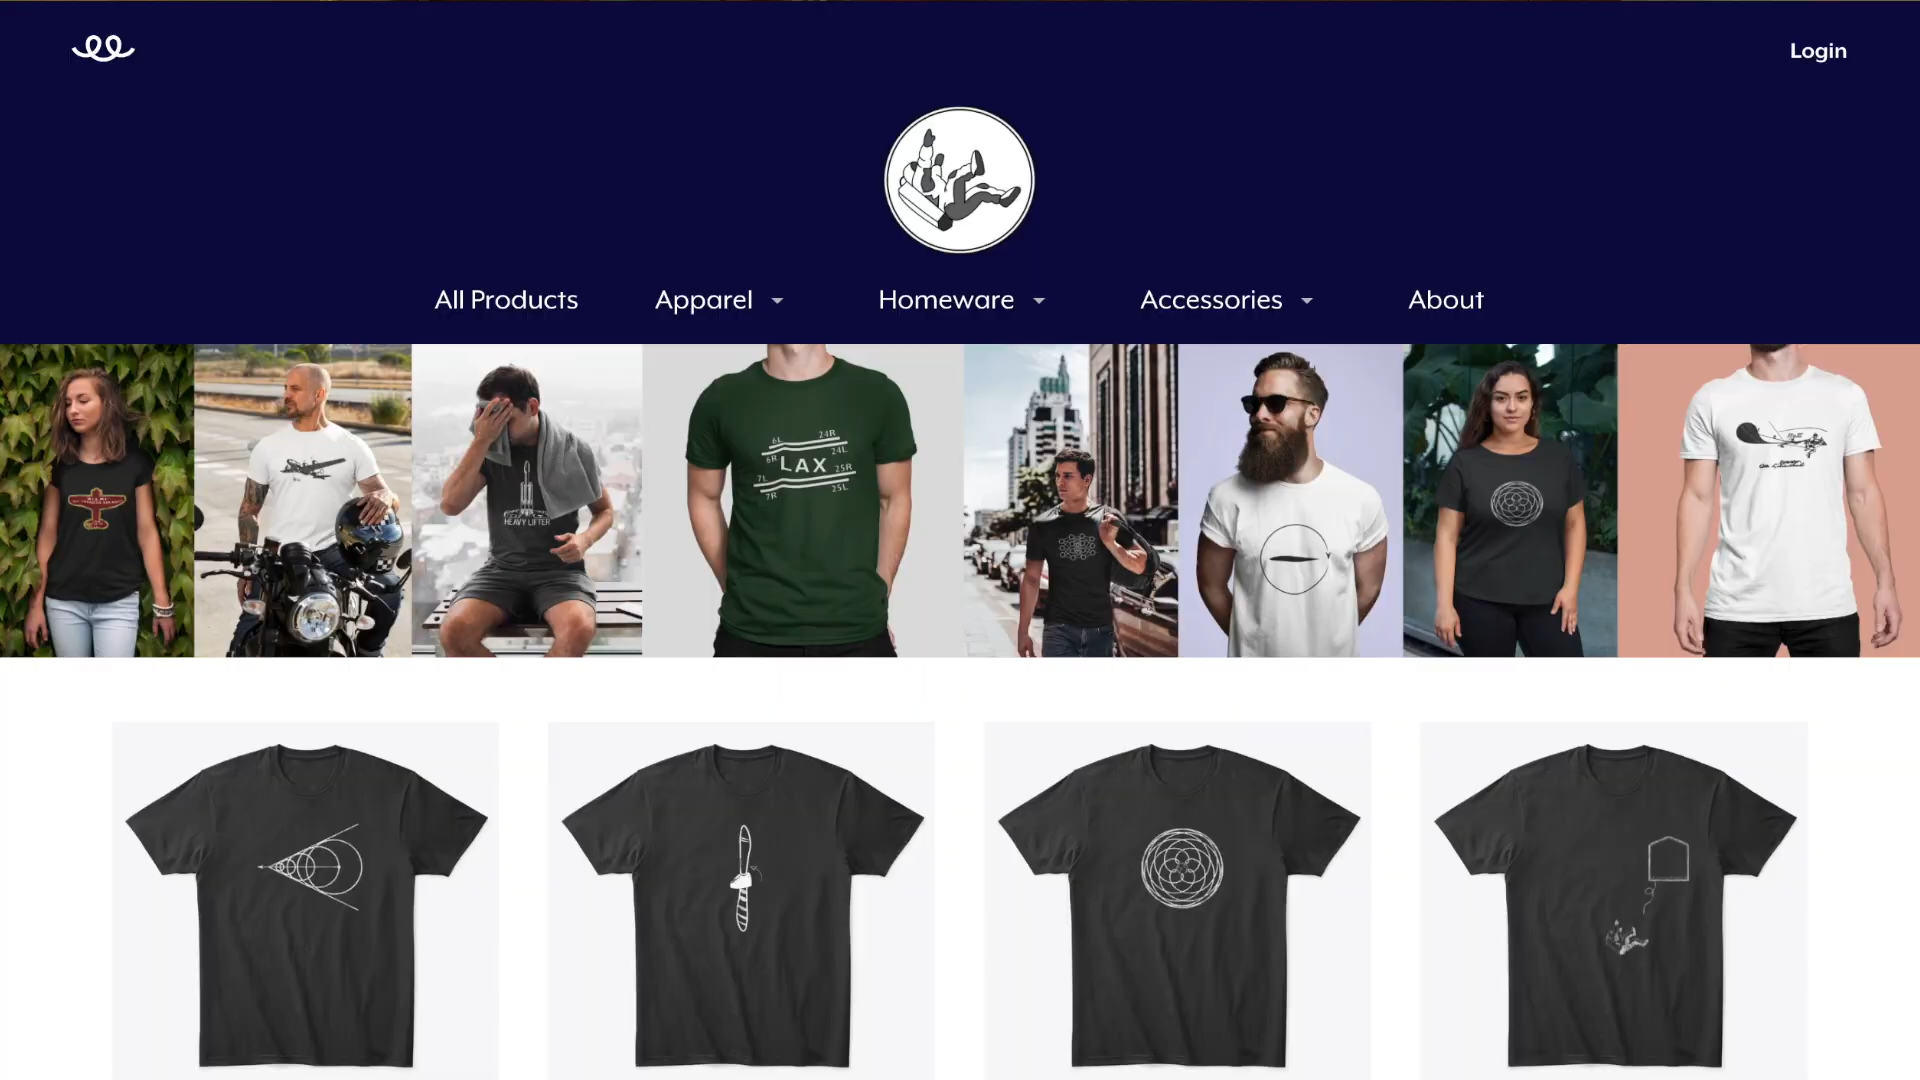 Login
All Products
Apparel
Homeware
Accessories
About
HEAVY LIFTER
6L 24R
6R 24L
LAX
7L 25R
7R 25L